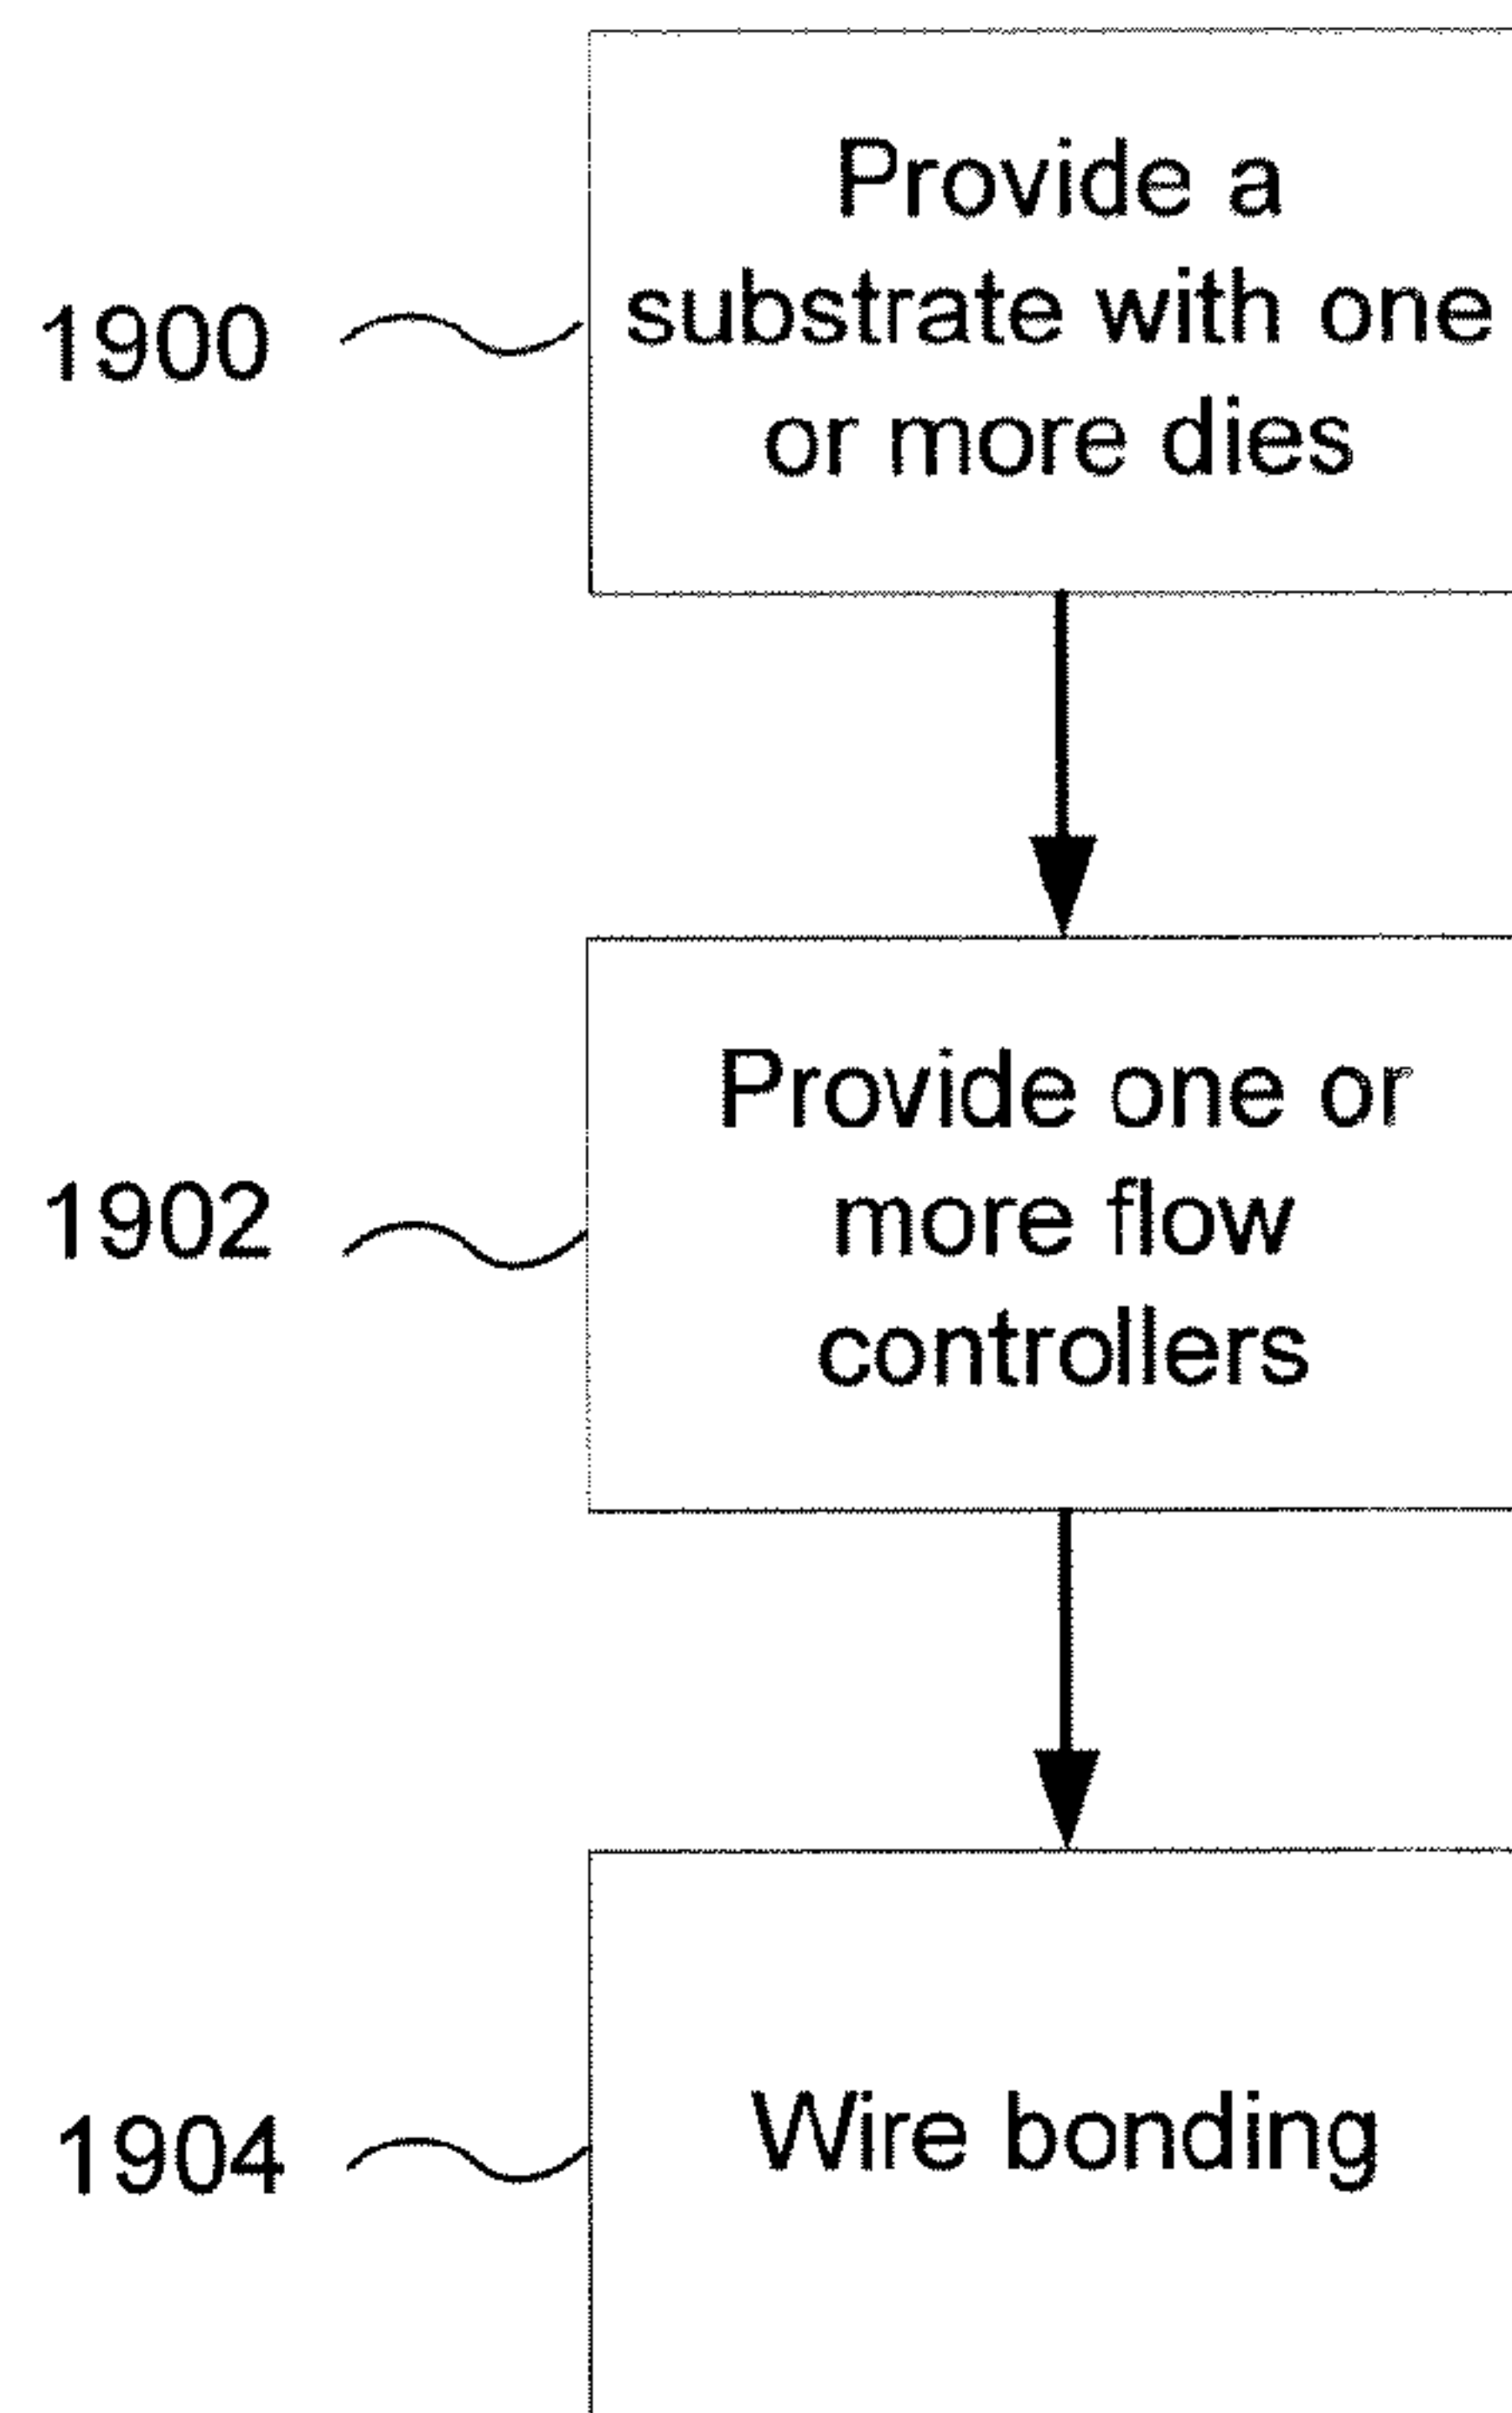 Provide a
1900
substrate with one
or more dies
Provide one or
1902
more flow
controllers
1904
Wire bonding